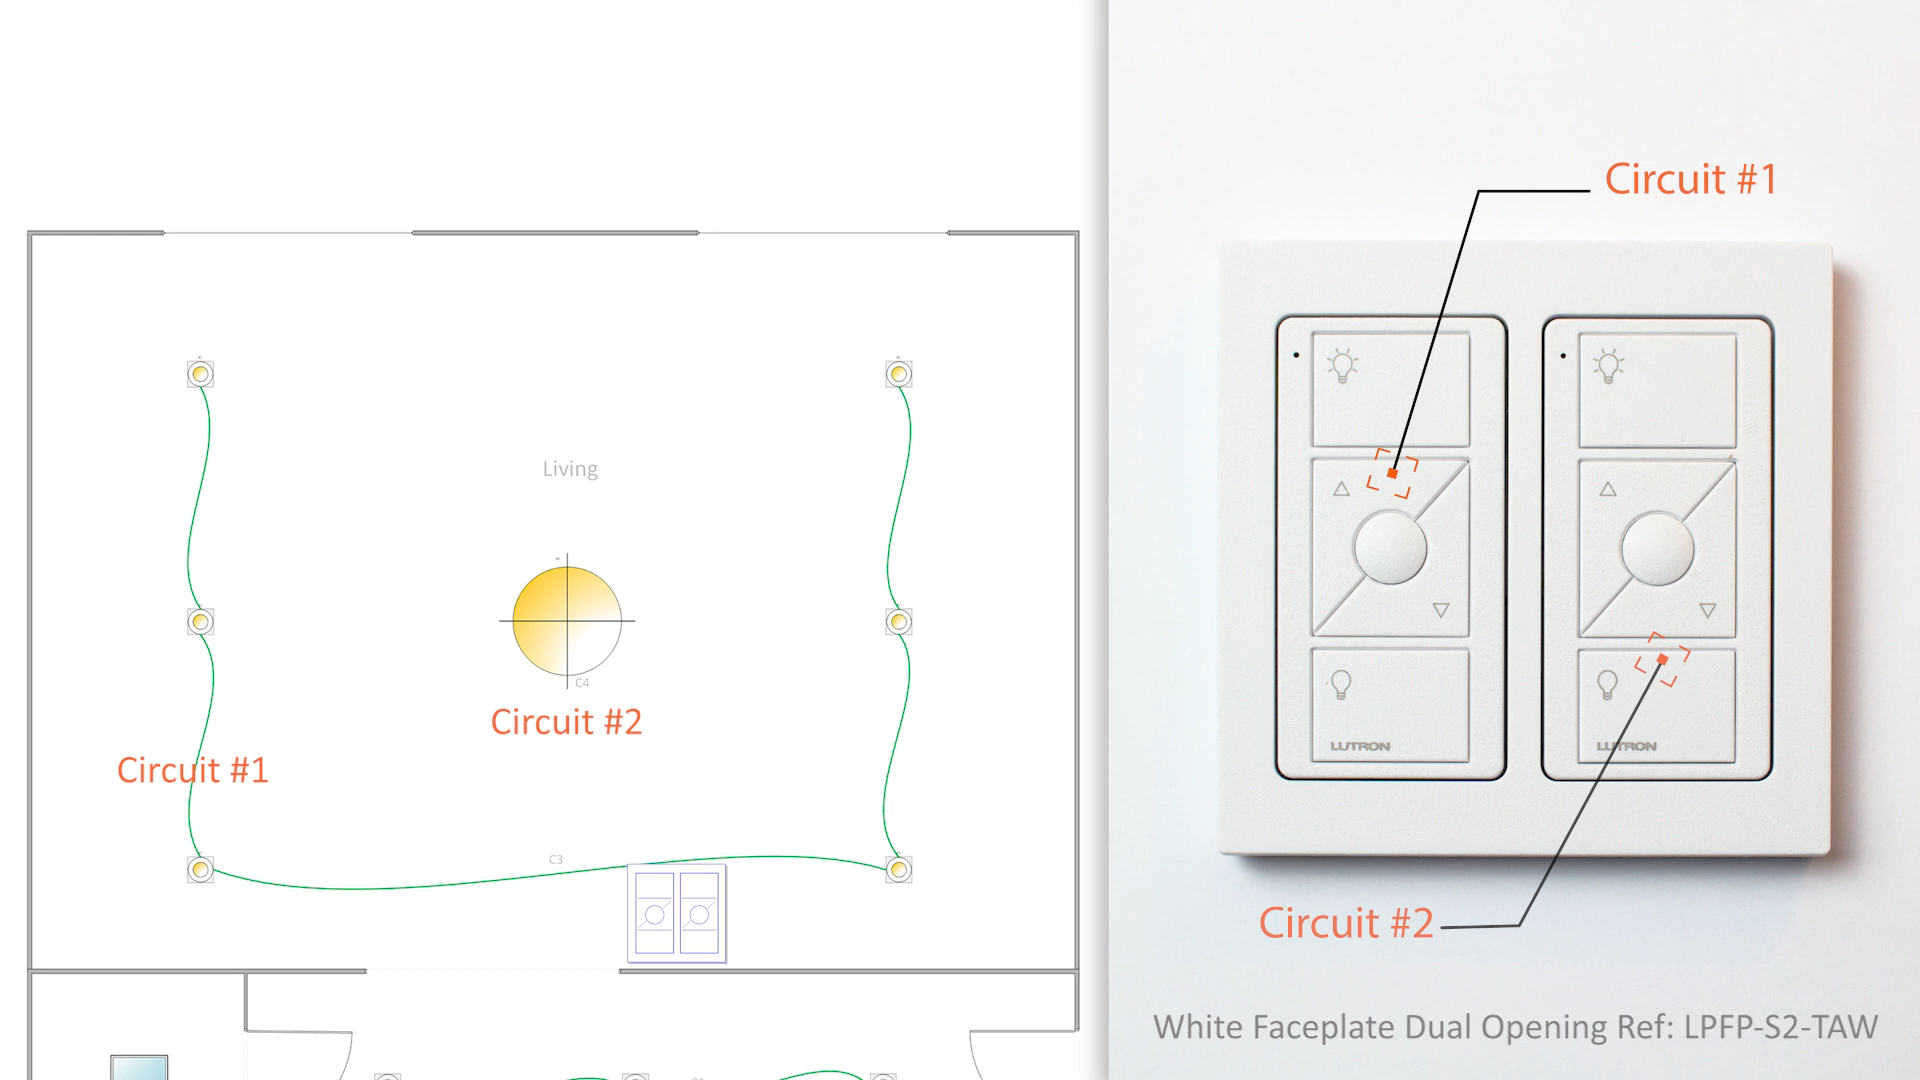 Living
C4
Circuit #2
Circuit #1
C3
Circuit #1
LUTRON
LUTRON
Circuit #2
White Faceplate Dual Opening Ref: LPFP-S2-TAW